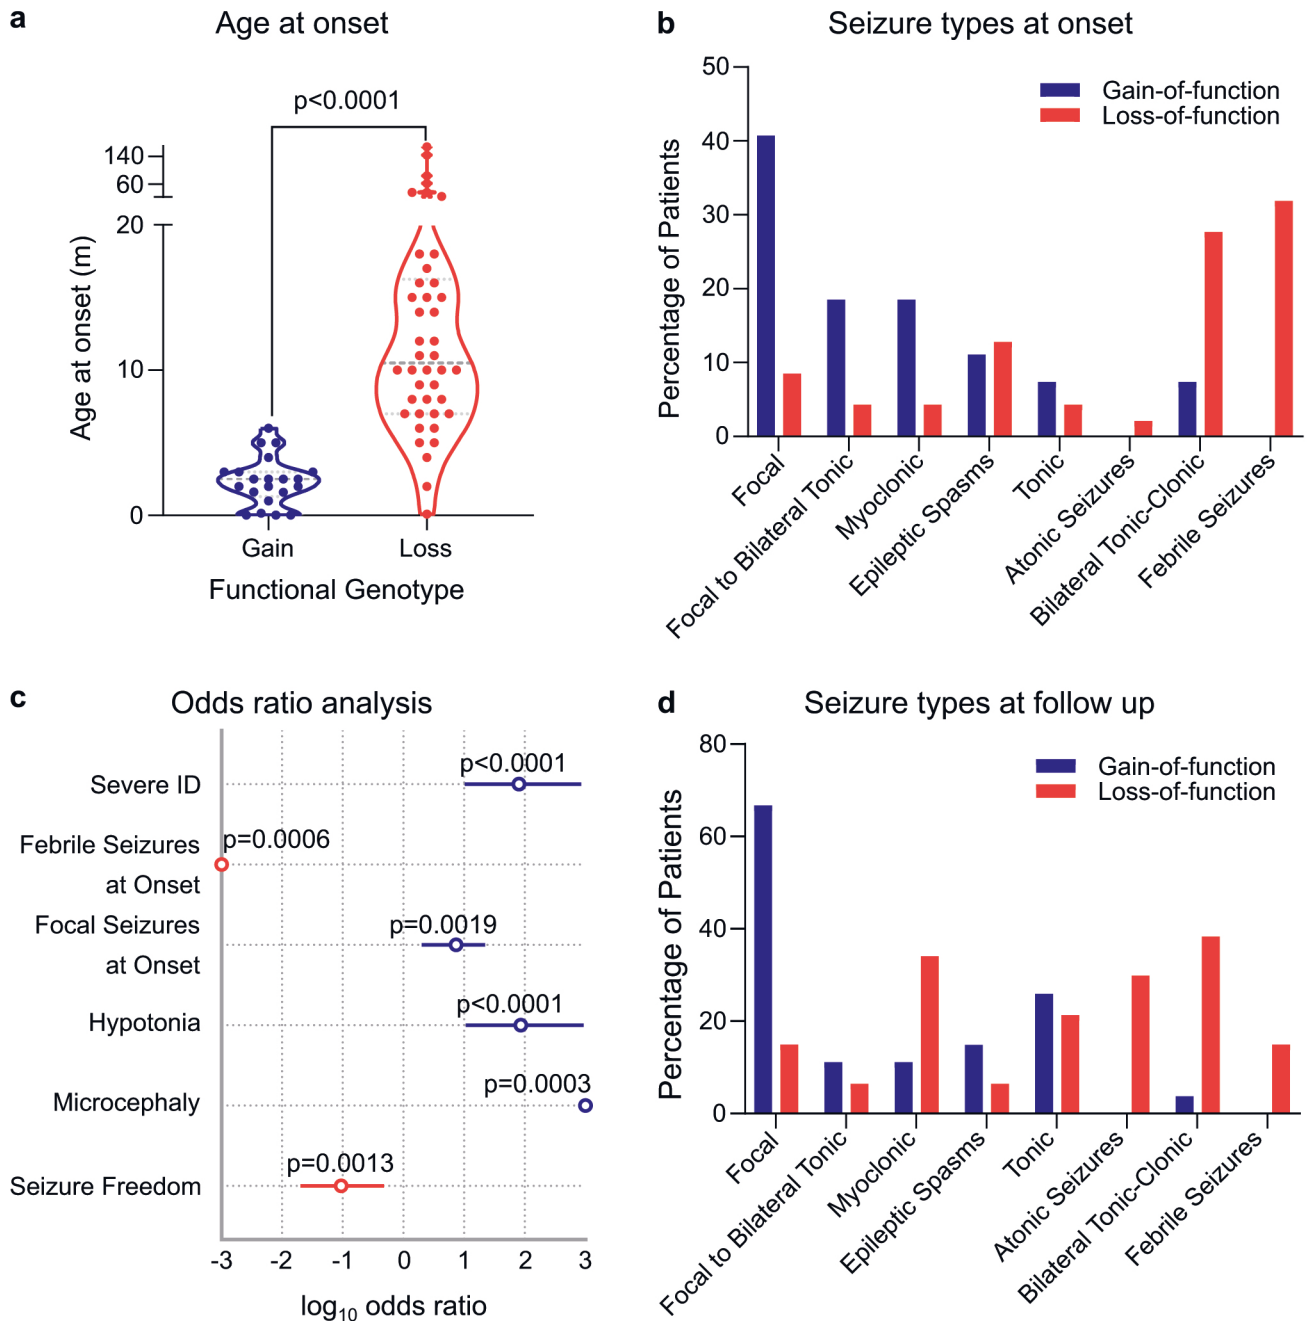 a
Age at onset
p<0.0001
140
60
20
10
0
Age at onset (m)
Gain
Loss
Functional Genotype
b
Seizure types at onset
50
40
30
20
10
0
Percentage of Patients
Gain-of-function
Loss-of-function
Focal
Focal to Bilateral Tonic
Myoclonic
Epileptic Spasms
Tonic
Atonic Seizures
Bilateral Tonic-Clonic
Febrile Seizures
c
Odds ratio analysis
Severe ID
p<0.0001
Febrile Seizures
at Onset
p=0.0006
Focal Seizures
at Onset
p=0.0019
Hypotonia
p<0.0001
Microcephaly
p=0.0003
Seizure Freedom
p=0.0013
-3 -2 -1 0 1 2 3
log10 odds ratio
d
Seizure types at follow up
80
60
40
20
0
Percentage of Patients
Gain-of-function
Loss-of-function
Focal
Focal to Bilateral Tonic
Myoclonic
Epileptic Spasms
Tonic
Atonic Seizures
Bilateral Tonic-Clonic
Febrile Seizures